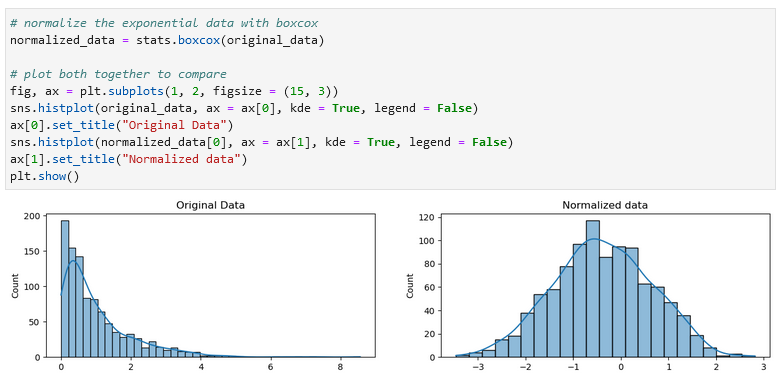 # normalize the exponential data with boxcox
normalized_data = stats.boxcox(original_data)
# plot both together to compare
fig, ax = plt.subplots(1, 2, figsize = (15, 3))
sns.histplot(original_data, ax = ax[0], kde = True, legend = False)
ax[0].set_title("Original Data")
sns.histplot(normalized_data[0], ax = ax[1], kde = True, legend = False)
ax[1].set_title("Normalized data")
plt.show()
Original Data
200
150
100
50
0
Count
0 2 4 6 8
Normalized data
120
100
80
60
40
20
0
Count
−3 −2 −1 0 1 2 3